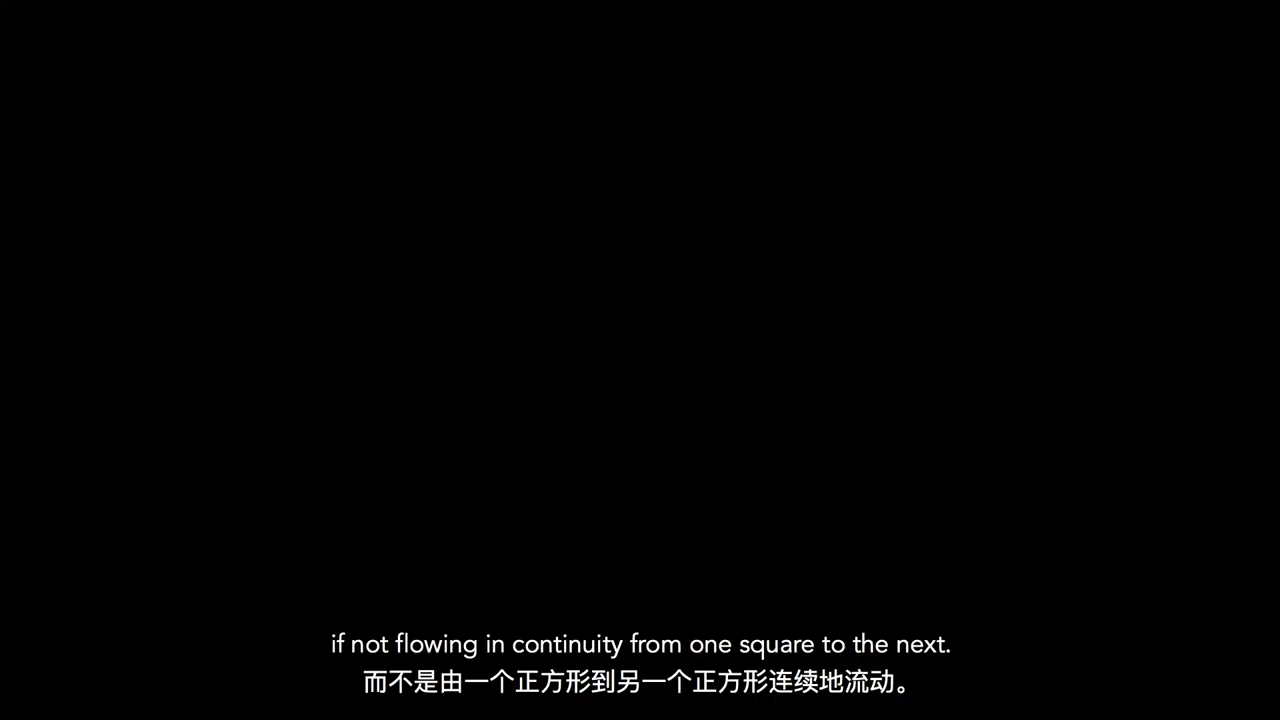 if not flowing in continuity from one square to the next.
而不是由一个正方形到另一个正方形连续地流动。